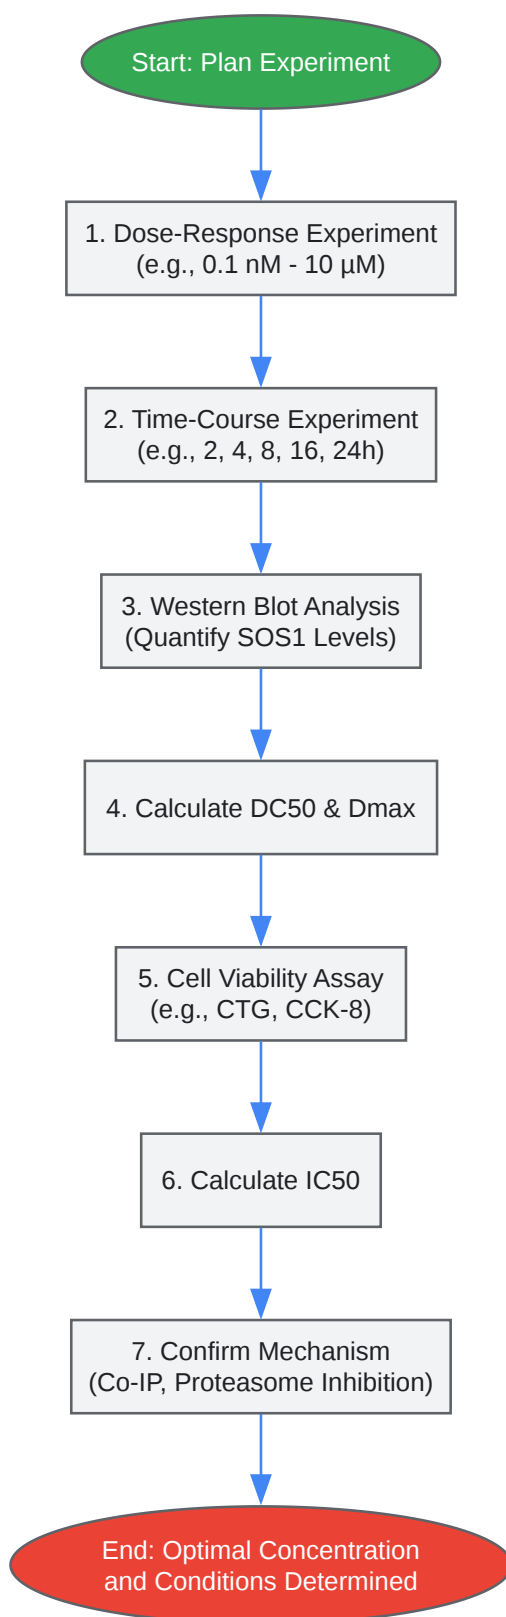 Start: Plan Experiment
1. Dose-Response Experiment
(e.g., 0.1 nM - 10 µM)
2. Time-Course Experiment
(e.g., 2, 4, 8, 16, 24h)
3. Western Blot Analysis
(Quantify SOS1 Levels)
4. Calculate DC50 & Dmax
5. Cell Viability Assay
(e.g., CTG, CCK-8)
6. Calculate IC50
7. Confirm Mechanism
(Co-IP, Proteasome Inhibition)
End: Optimal Concentration
and Conditions Determined